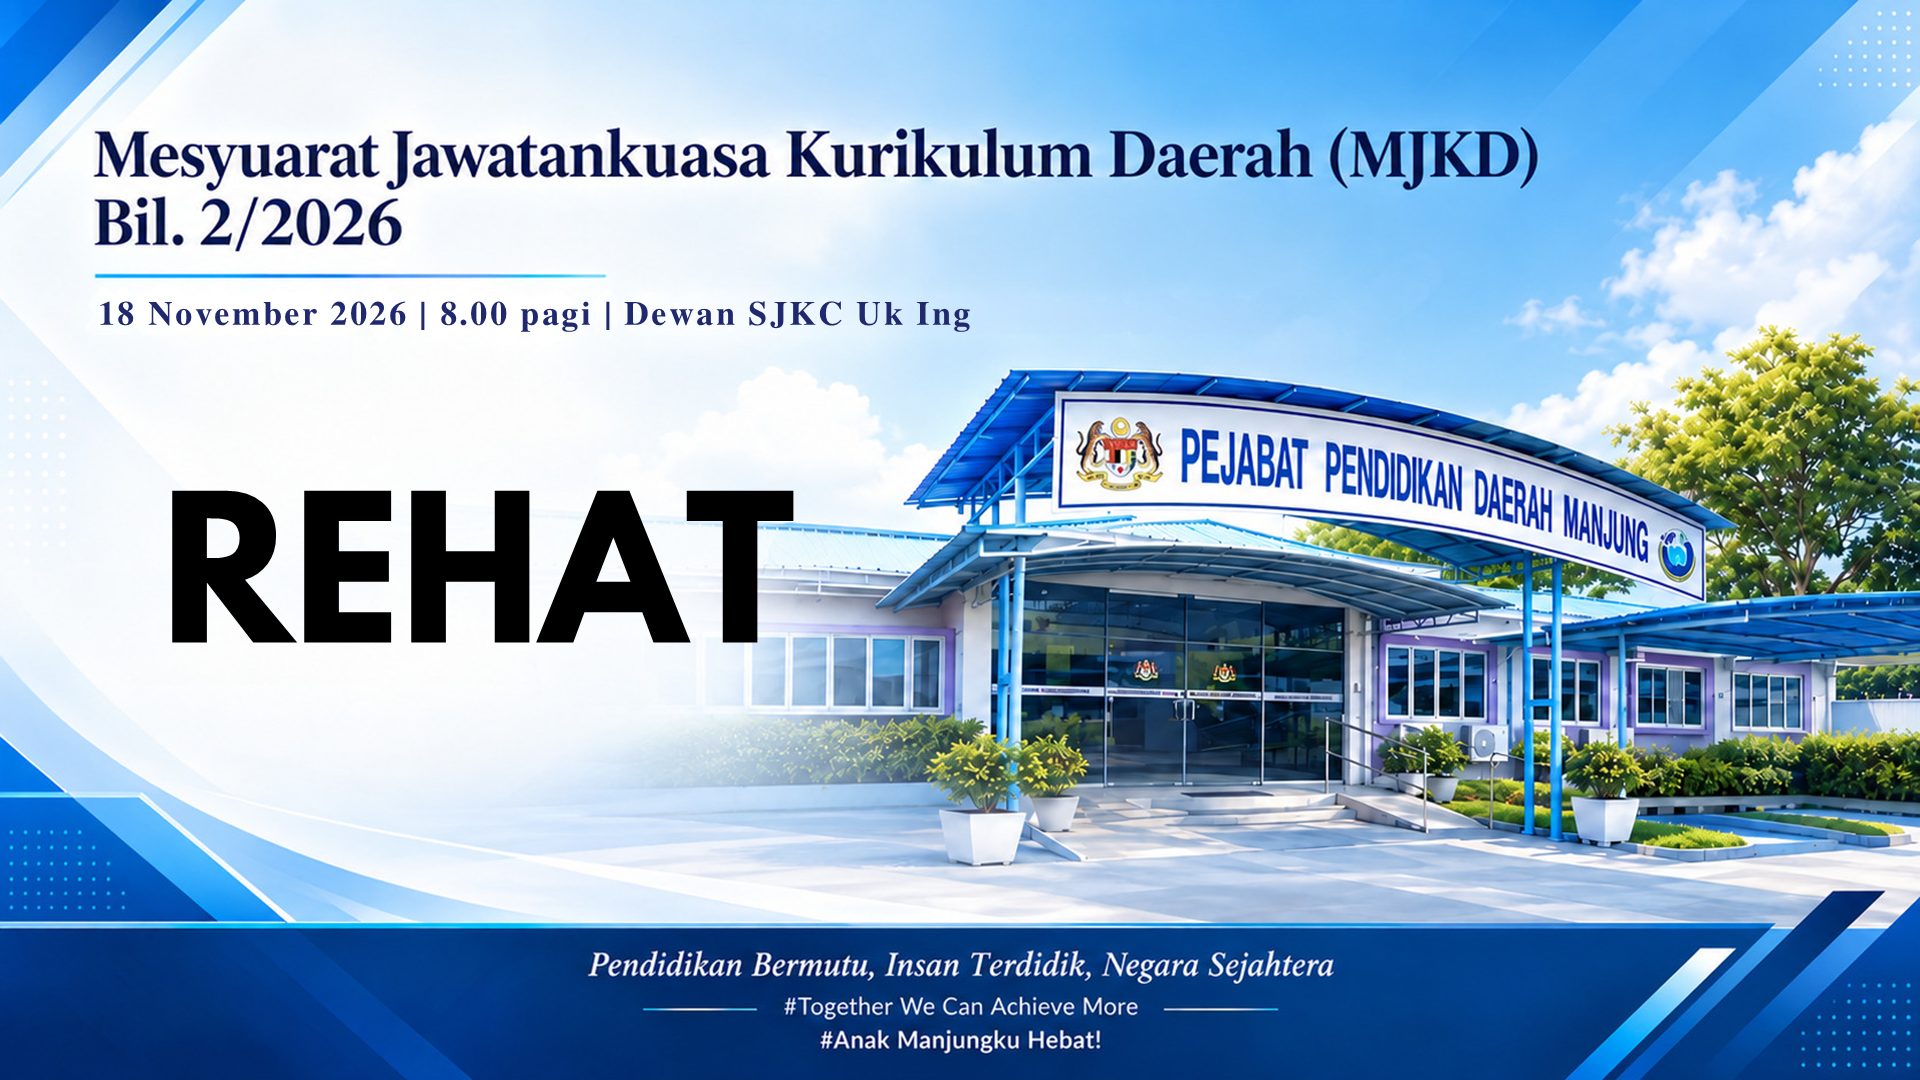 Mesyuarat Jawatankuasa Kurikulum Daerah (MJKD)
Bil. 2/2026
18 November 2026 | 8.00 pagi | Dewan SJKC Uk Ing
PEJABAT PENDIDIKAN DAERAH MANJUNG
REHAT
Pendidikan Bermutu, Insan Terdidik, Negara Sejahtera
#Together We Can Achieve More
#Anak Manjungku Hebat!